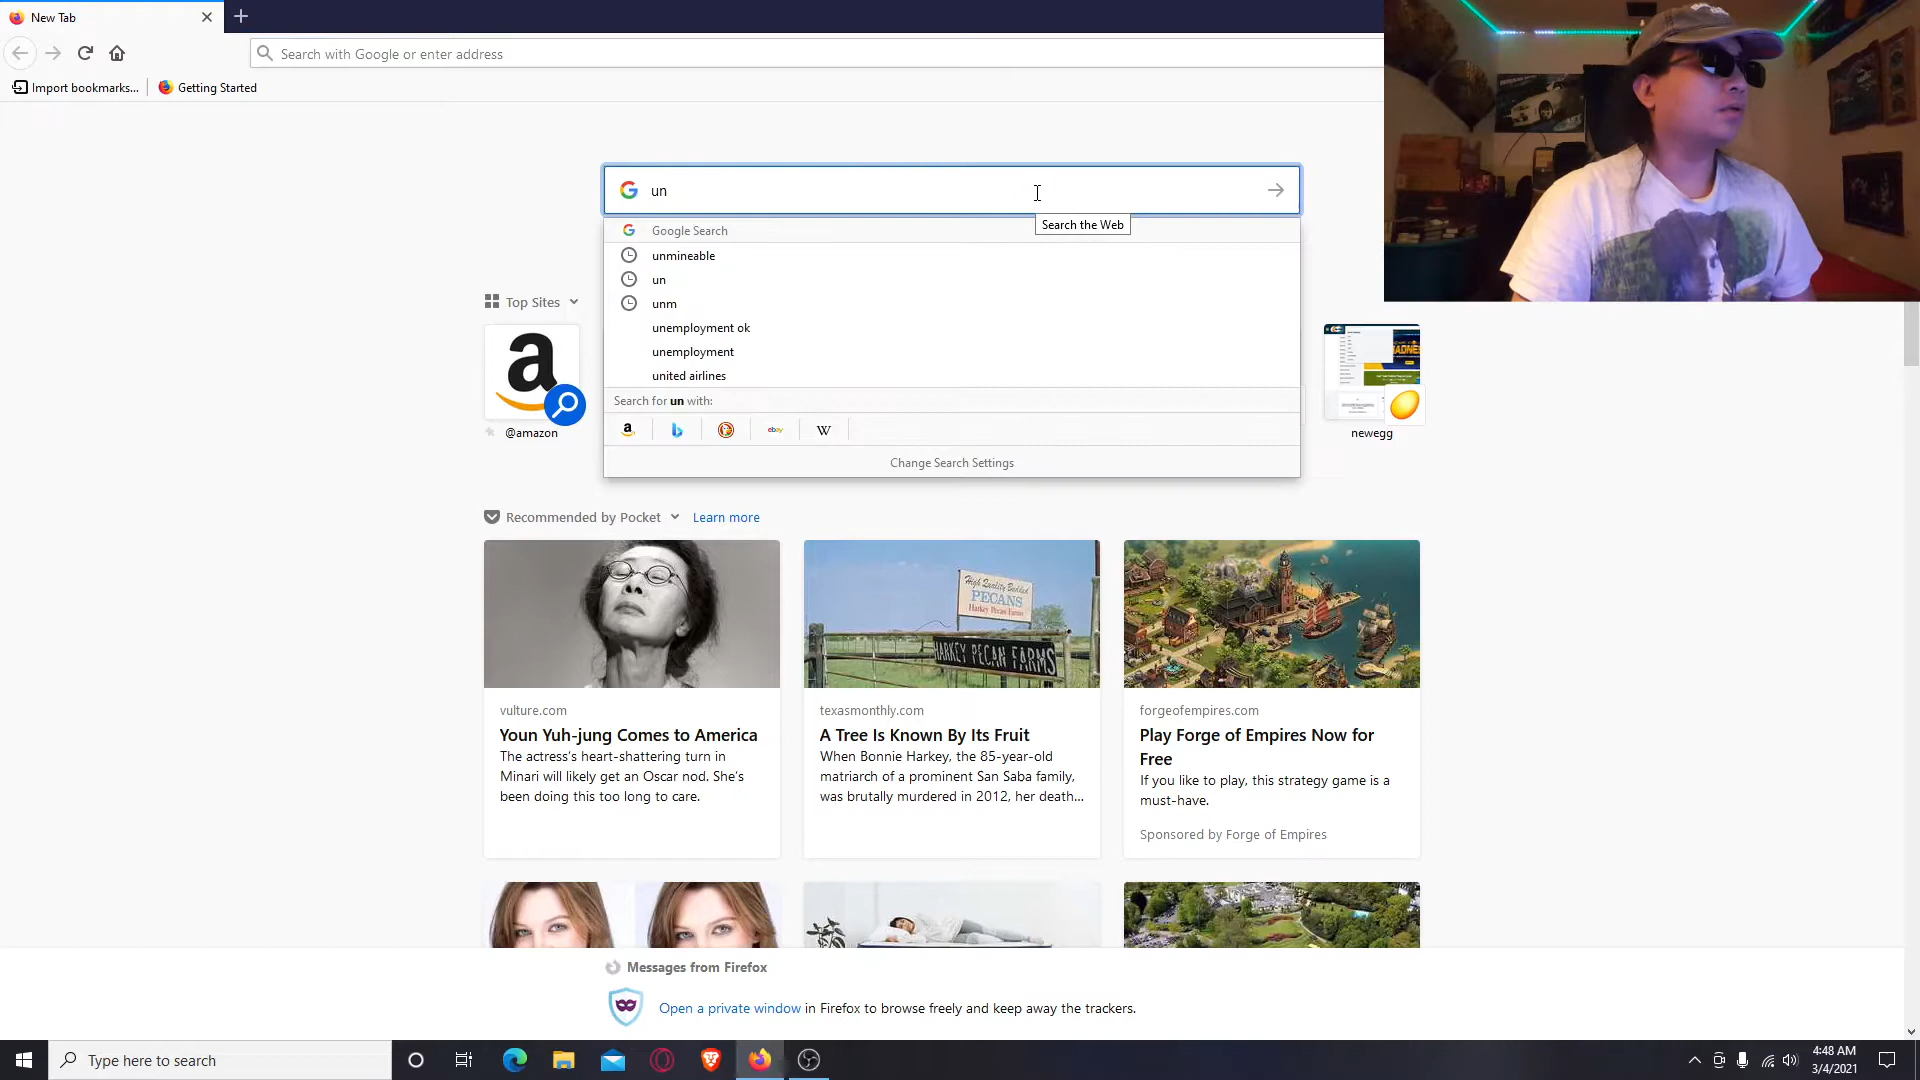 New Tab
Search with Google or enter address
Import bookmarks...
Getting Started
un
Search the Web
Google Search
unmineable
un
unm
unemployment ok
unemployment
united airlines
Search for un with:
a
ebay
W
Change Search Settings
Top Sites
a
@amazon
newegg
Recommended by Pocket
Learn more
High Quality Budded
PECANS
Harkey Pecan Farms
HARKEY PECAN FARMS
vulture.com
Youn Yuh-jung Comes to America
The actress's heart-shattering turn in
Minari will likely get an Oscar nod. She's
been doing this too long to care.
texasmonthly.com
A Tree Is Known By Its Fruit
When Bonnie Harkey, the 85-year-old
matriarch of a prominent San Saba family,
was brutally murdered in 2012, her death...
forgeofempires.com
Play Forge of Empires Now for
Free
If you like to play, this strategy game is a
must-have.
Sponsored by Forge of Empires
Messages from Firefox
Open a private window in Firefox to browse freely and keep away the trackers.
Type here to search
4:48 AM
3/4/2021